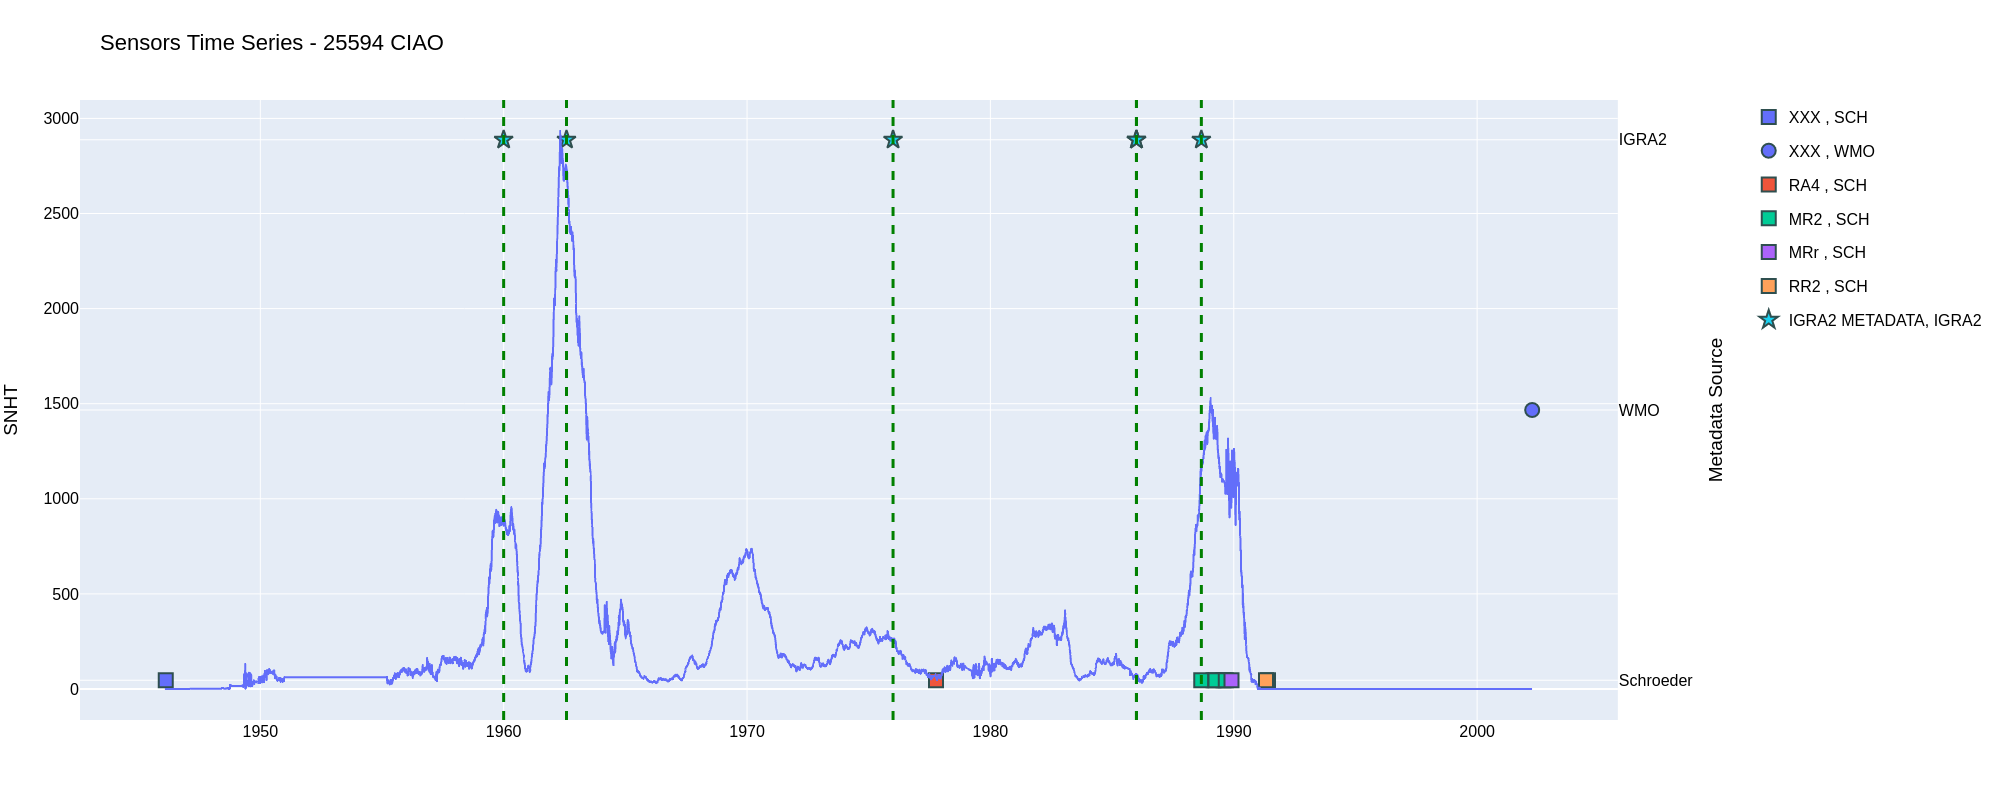 Sensors Time Series - 25594 CIAO
SNHT
3000
2500
2000
1500
1000
500
0
1950
1960
1970
1980
1990
2000
IGRA2
WMO
Schroeder
Metadata Source
XXX , SCH
XXX , WMO
RA4 , SCH
MR2 , SCH
MRr , SCH
RR2 , SCH
IGRA2 METADATA, IGRA2